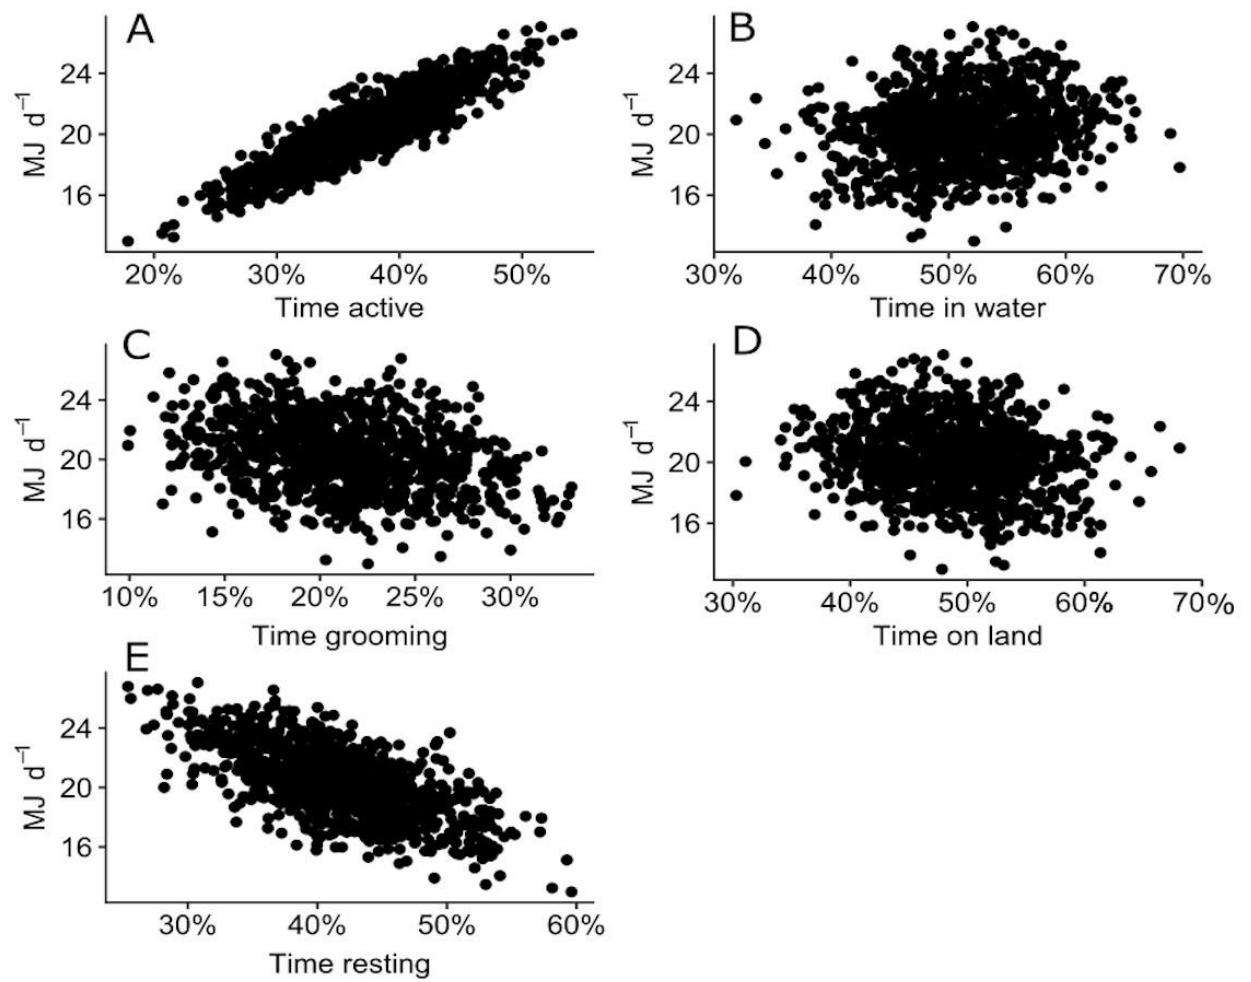 A
MJ d⁻¹
24
20
16
20% 30% 40% 50%
Time active
B
MJ d⁻¹
24
20
16
30% 40% 50% 60% 70%
Time in water
C
MJ d⁻¹
24
20
16
10% 15% 20% 25% 30%
Time grooming
D
MJ d⁻¹
24
20
16
30% 40% 50% 60% 70%
Time on land
E
MJ d⁻¹
24
20
16
30% 40% 50% 60%
Time resting